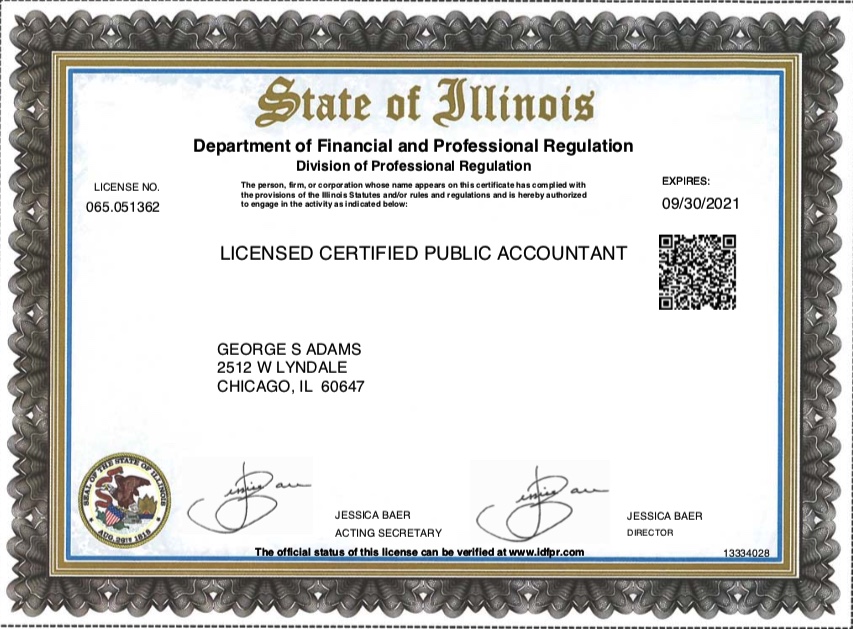 State of Illinois
Department of Financial and Professional Regulation
Division of Professional Regulation
LICENSE NO.
065.051362
The person, firm, or corporation whose name appears on this certificate has complied with
the provisions of the Illinois Statutes and/or rules and regulations and is hereby authorized
to engage in the activity as indicated below:
EXPIRES:
09/30/2021
LICENSED CERTIFIED PUBLIC ACCOUNTANT
GEORGE S ADAMS
2512 W LYNDALE
CHICAGO, IL 60647
SEAL OF THE STATE OF ILLINOIS
AUG. 26TH 1818
JESSICA BAER
ACTING SECRETARY
JESSICA BAER
DIRECTOR
The official status of this license can be verified at www.idfpr.com
13334028